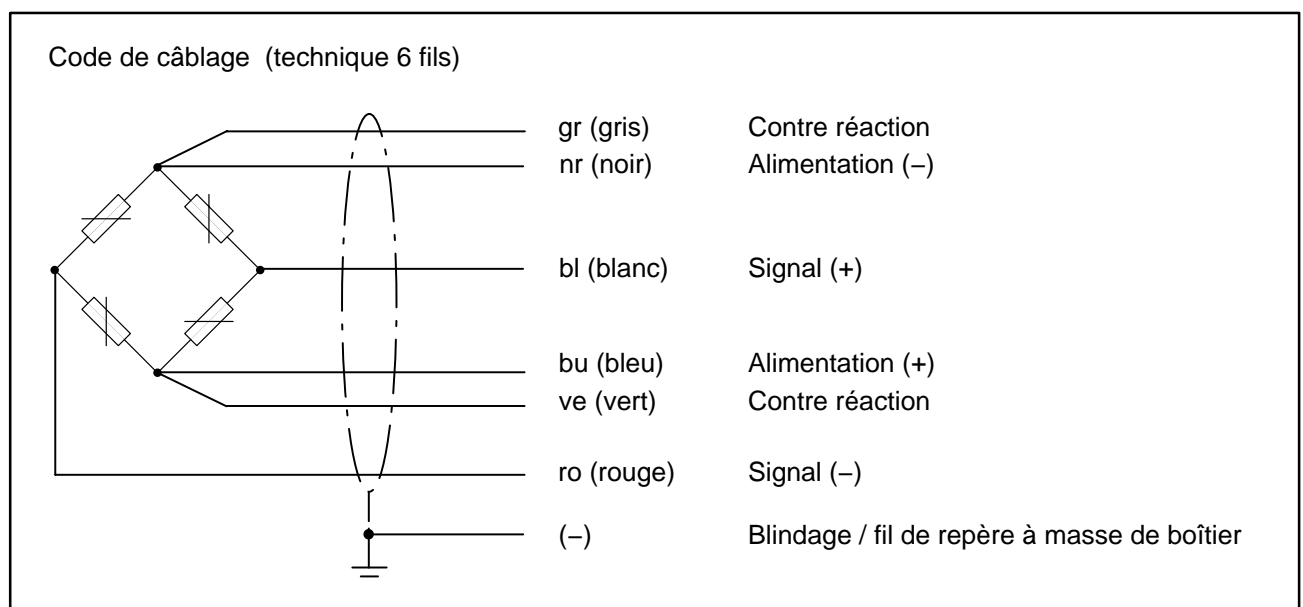 Code de câblage (technique 6 fils)
gr (gris) Contre réaction
nr (noir) Alimentation (−)
bl (blanc) Signal (+)
bu (bleu) Alimentation (+)
ve (vert) Contre réaction
ro (rouge) Signal (−)
(−) Blindage / fil de repère à masse de boîtier